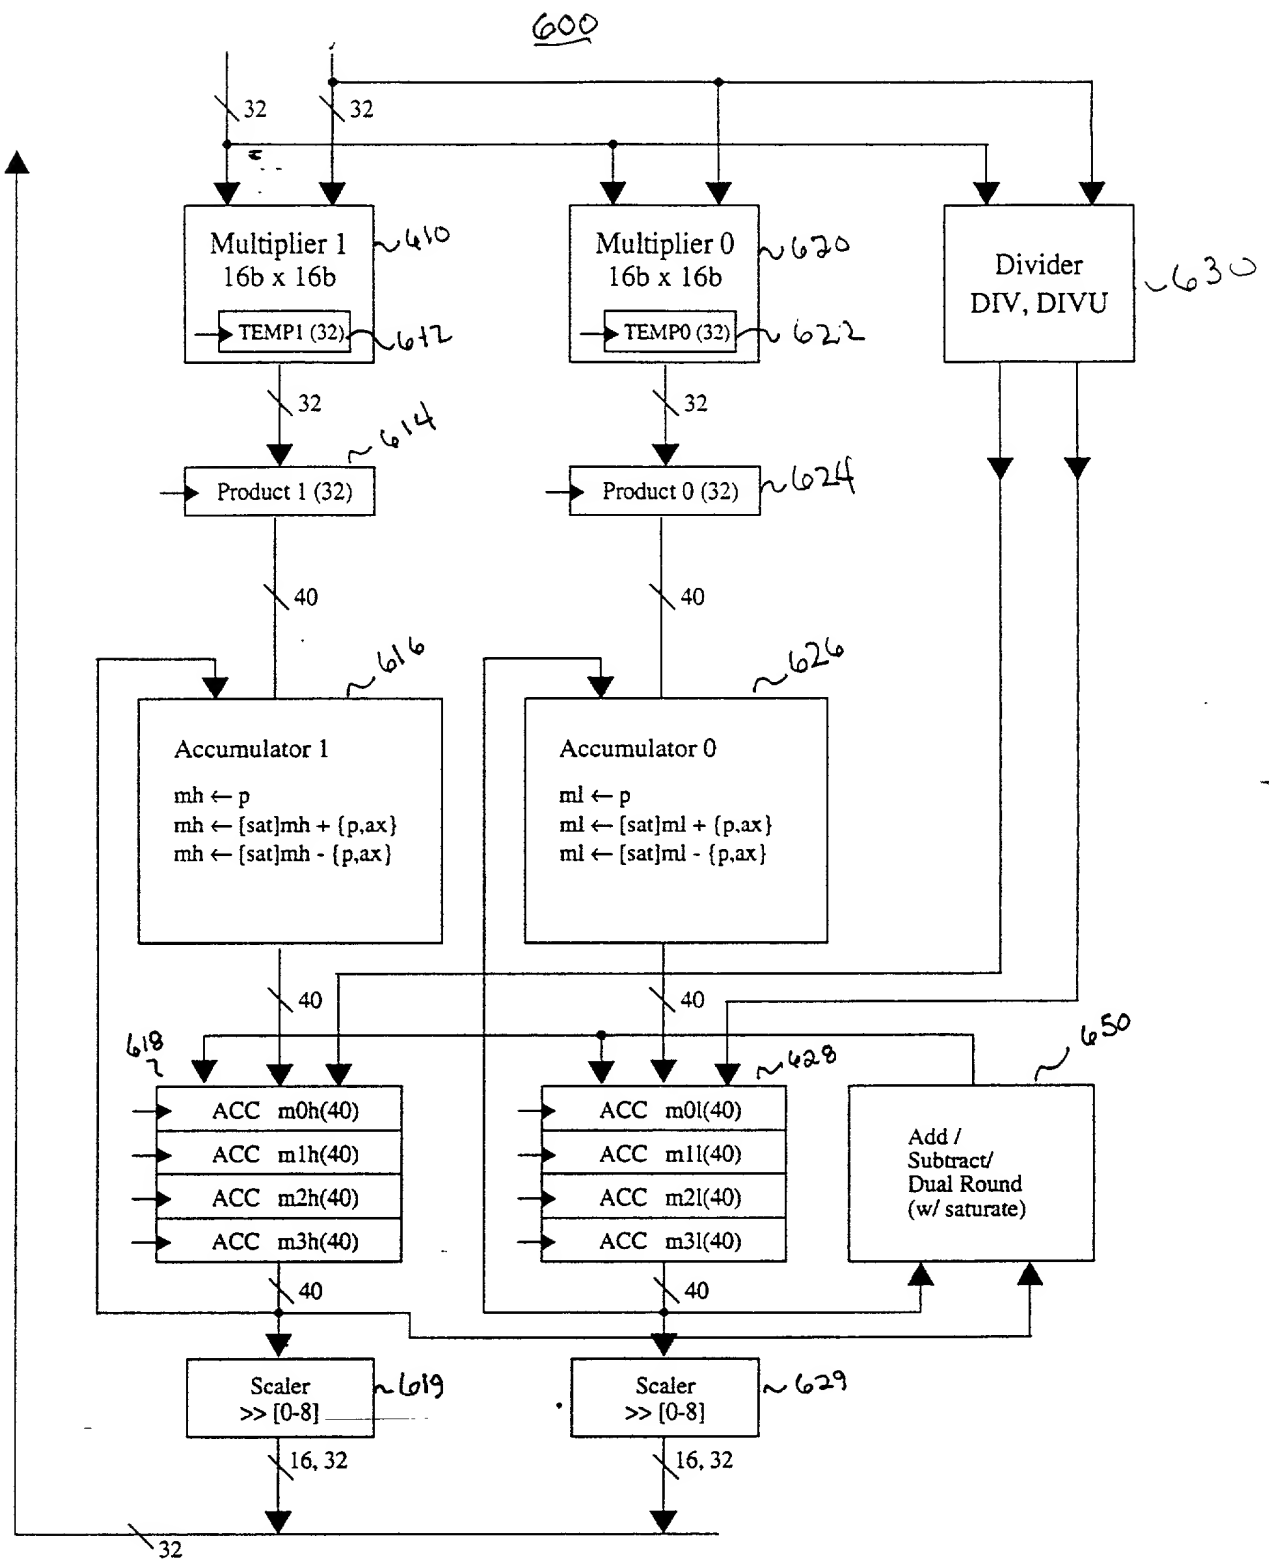 600
32
32
Multiplier 1
16b x 16b
TEMP1 (32)
610
612
Multiplier 0
16b x 16b
TEMP0 (32)
620
622
Divider
DIV, DIVU
630
32
32
614
Product 1 (32)
Product 0 (32)
624
40
40
616
626
Accumulator 1
mh ← p
mh ← [sat]mh + {p,ax}
mh ← [sat]mh - {p,ax}
Accumulator 0
ml ← p
ml ← [sat]ml + {p,ax}
ml ← [sat]ml - {p,ax}
40
40
618
628
650
ACC m0h(40)
ACC m1h(40)
ACC m2h(40)
ACC m3h(40)
ACC m0l(40)
ACC m1l(40)
ACC m2l(40)
ACC m3l(40)
Add /
Subtract/
Dual Round
(w/ saturate)
40
40
Scaler
>> [0-8]
619
Scaler
>> [0-8]
629
16, 32
16, 32
32